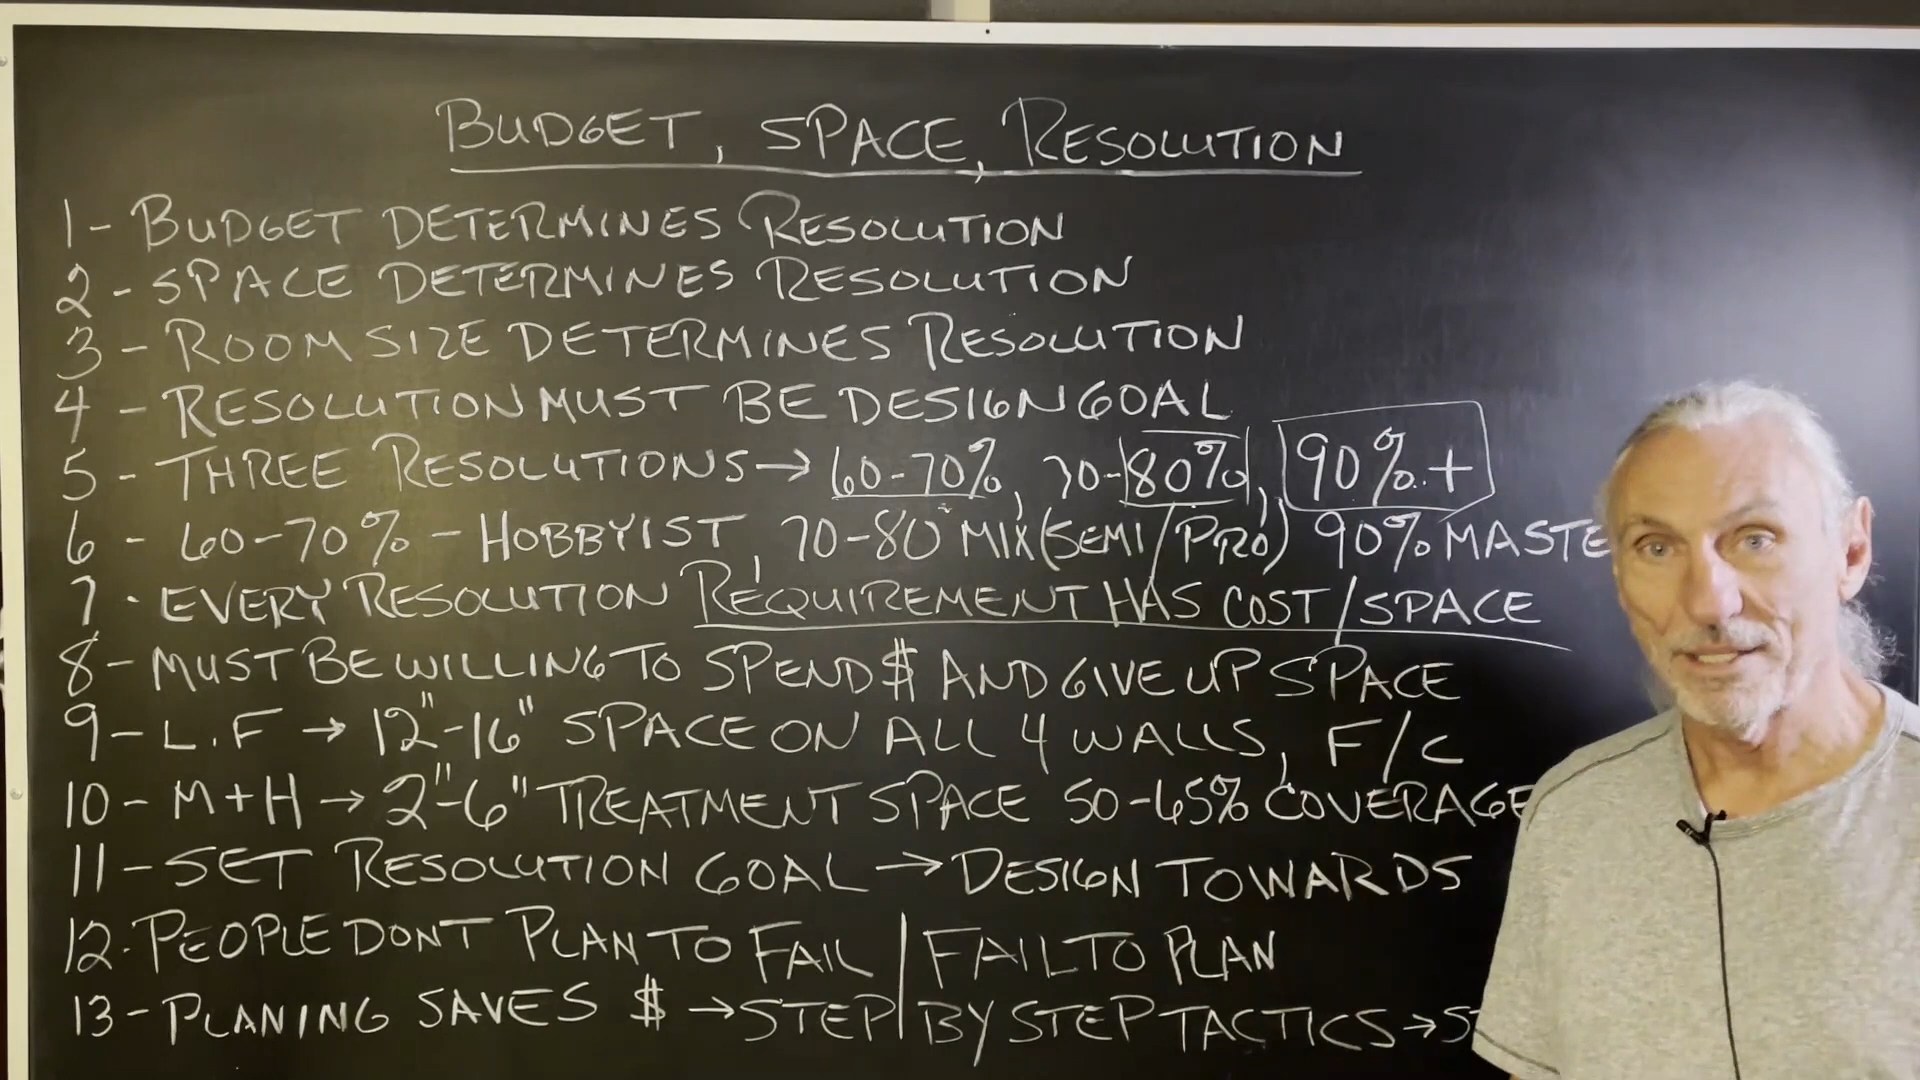 BUDGET, SPACE, RESOLUTION
1- BUDGET DETERMINES RESOLUTION
2- SPACE DETERMINES RESOLUTION
3- ROOM SIZE DETERMINES RESOLUTION
4- RESOLUTION MUST BE DESIGN GOAL
5- THREE RESOLUTIONS→ 60-70%, 70-80%, 90%+
6- 60-70% - HOBBYIST, 70-80 MIX (SEMI/PRO) 90% MASTE
7- EVERY RESOLUTION REQUIREMENT HAS COST/SPACE
8- MUST BE WILLING TO SPEND $ AND GIVE UP SPACE
9- L.F → 12"-16" SPACE ON ALL 4 WALLS, F/C
10- M+H → 2"-6" TREATMENT SPACE 50-65% COVERAGE
11- SET RESOLUTION GOAL → DESIGN TOWARDS
12- PEOPLE DONT PLAN TO FAIL / FAIL TO PLAN
13- PLANING SAVES $ → STEP BY STEP TACTICS → ST